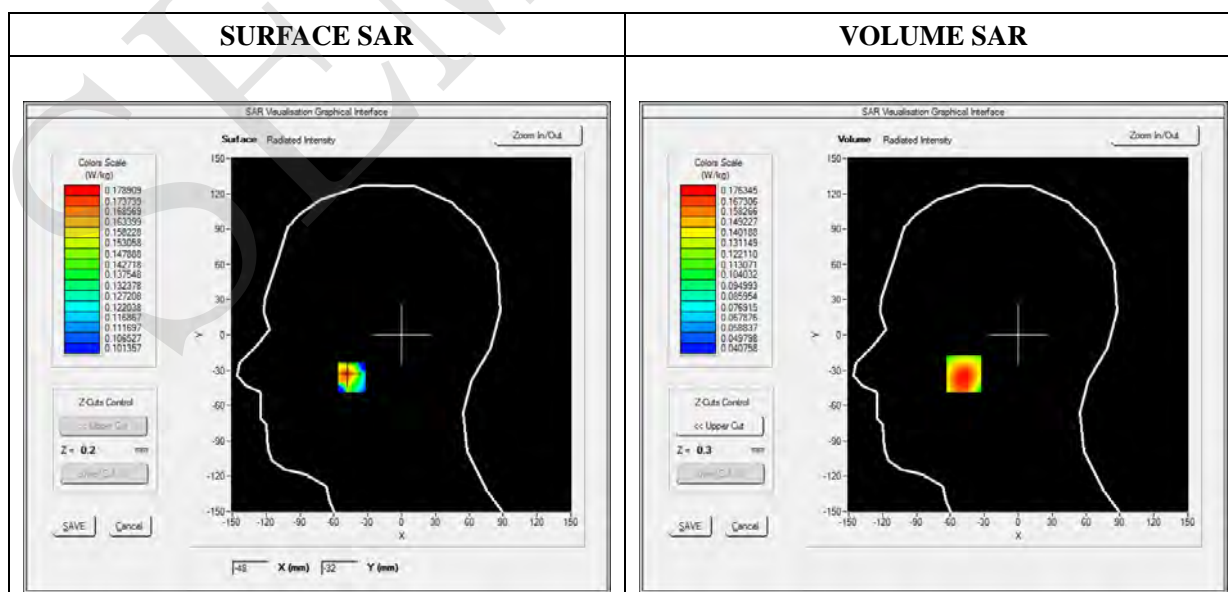 SURFACE SAR
VOLUME SAR
SAR Visualisation Graphical Interface
Surface Radiated Intensity
Zoom In/Out
Colors Scale
(W/kg)
0.178909
0.173739
0.168569
0.163399
0.158228
0.153058
0.147888
0.142718
0.137548
0.132378
0.127208
0.122038
0.116867
0.111697
0.106527
0.101357
Z-Cuts Control
<< Upper Cut
Z = 0.2 mm
SAVE
Cancel
150
120
90
60
30
0
-30
-60
-90
-120
-150
Y
-150 -120 -90 -60 -30 0 30 60 90 120 150
X
-48 X (mm) -32 Y (mm)
SAR Visualisation Graphical Interface
Volume Radiated Intensity
Zoom In/Out
Colors Scale
(W/kg)
0.176345
0.167306
0.158266
0.149227
0.140188
0.131149
0.122110
0.113071
0.104032
0.094993
0.085954
0.076915
0.067876
0.058837
0.049798
0.040758
Z-Cuts Control
<< Upper Cut
Z = 0.3 mm
SAVE
Cancel
150
120
90
60
30
0
-30
-60
-90
-120
-150
Y
-150 -120 -90 -60 -30 0 30 60 90 120 150
X